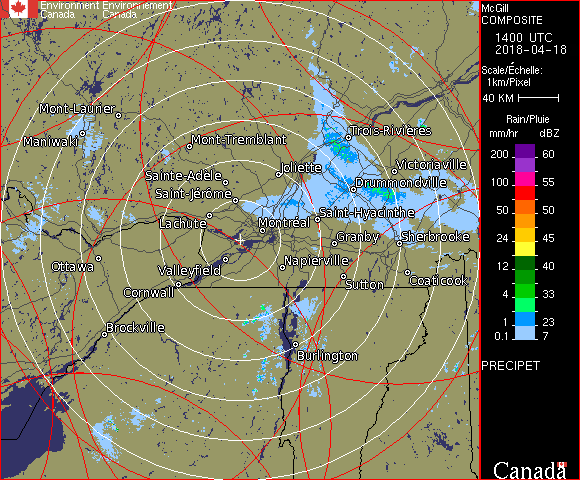 Environment Environnement
Canada Canada
McGill
COMPOSITE
1400 UTC
2018-04-18
Scale/Échelle:
1km/Pixel
40 KM
Rain/Pluie
mm/hr dBZ
200 60
100 55
50 50
24 45
12 40
4 33
1 23
0.1 7
PRECIPET
Canada
Mont-Laurier
Maniwaki
Mont-Tremblant
Trois-Rivières
Joliette
Victoriaville
Sainte-Adèle
Drummondville
Saint-Jérôme
Saint-Hyacinthe
Lachute
Montréal
Granby
Sherbrooke
Ottawa
Valleyfield
Napierville
Sutton
Coaticook
Cornwall
Brockville
Burlington